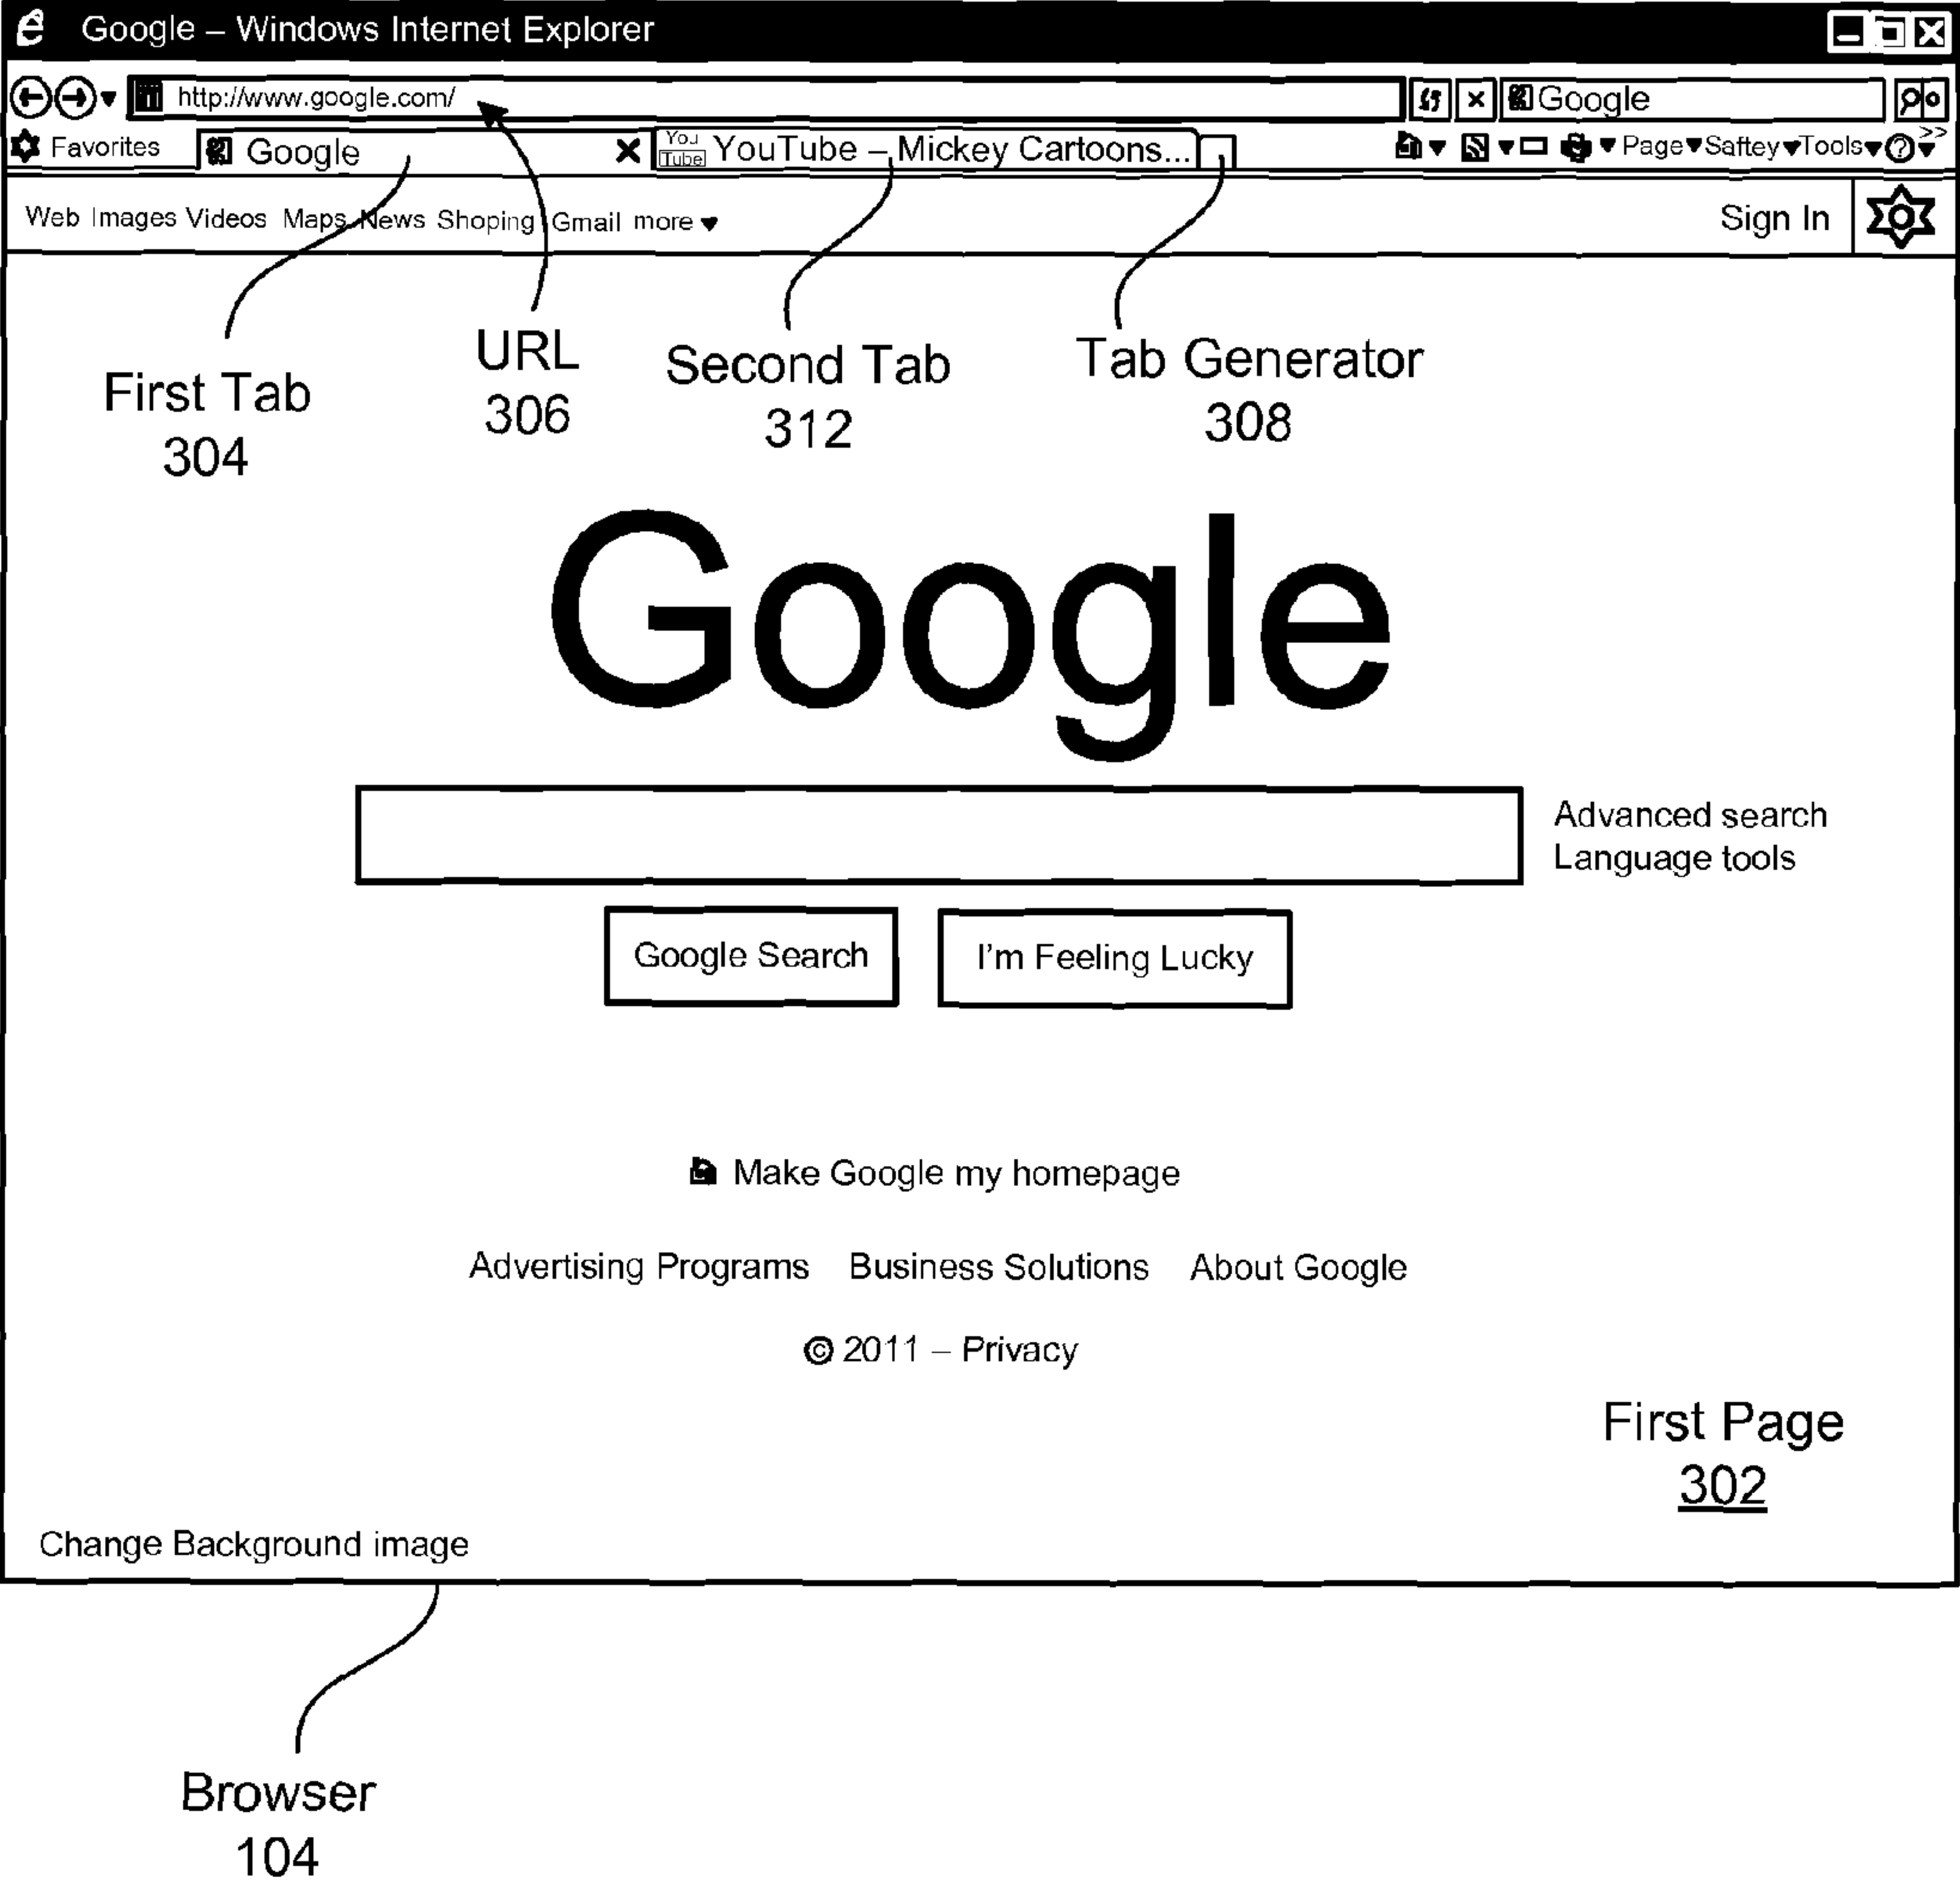 Google – Windows Internet Explorer
http://www.google.com/
Google
Favorites
Google
You
Tube
YouTube – Mickey Cartoons...
Page Saftey Tools ? >>
Web Images Videos Maps News Shoping Gmail more
Sign In
First Tab
304
URL
306
Second Tab
312
Tab Generator
308
Google
Advanced search
Language tools
Google Search
I'm Feeling Lucky
Make Google my homepage
Advertising Programs Business Solutions About Google
© 2011 – Privacy
First Page
302
Change Background image
Browser
104